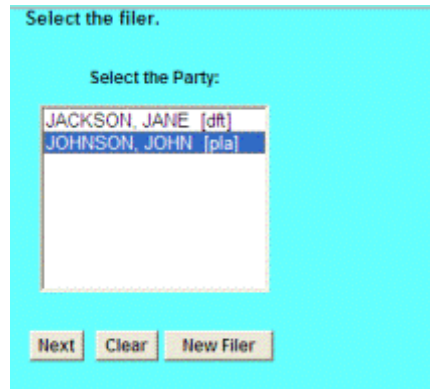 Select the filer.
Select the Party:
JACKSON, JANE [dft]
JOHNSON, JOHN [pla]
Next Clear New Filer